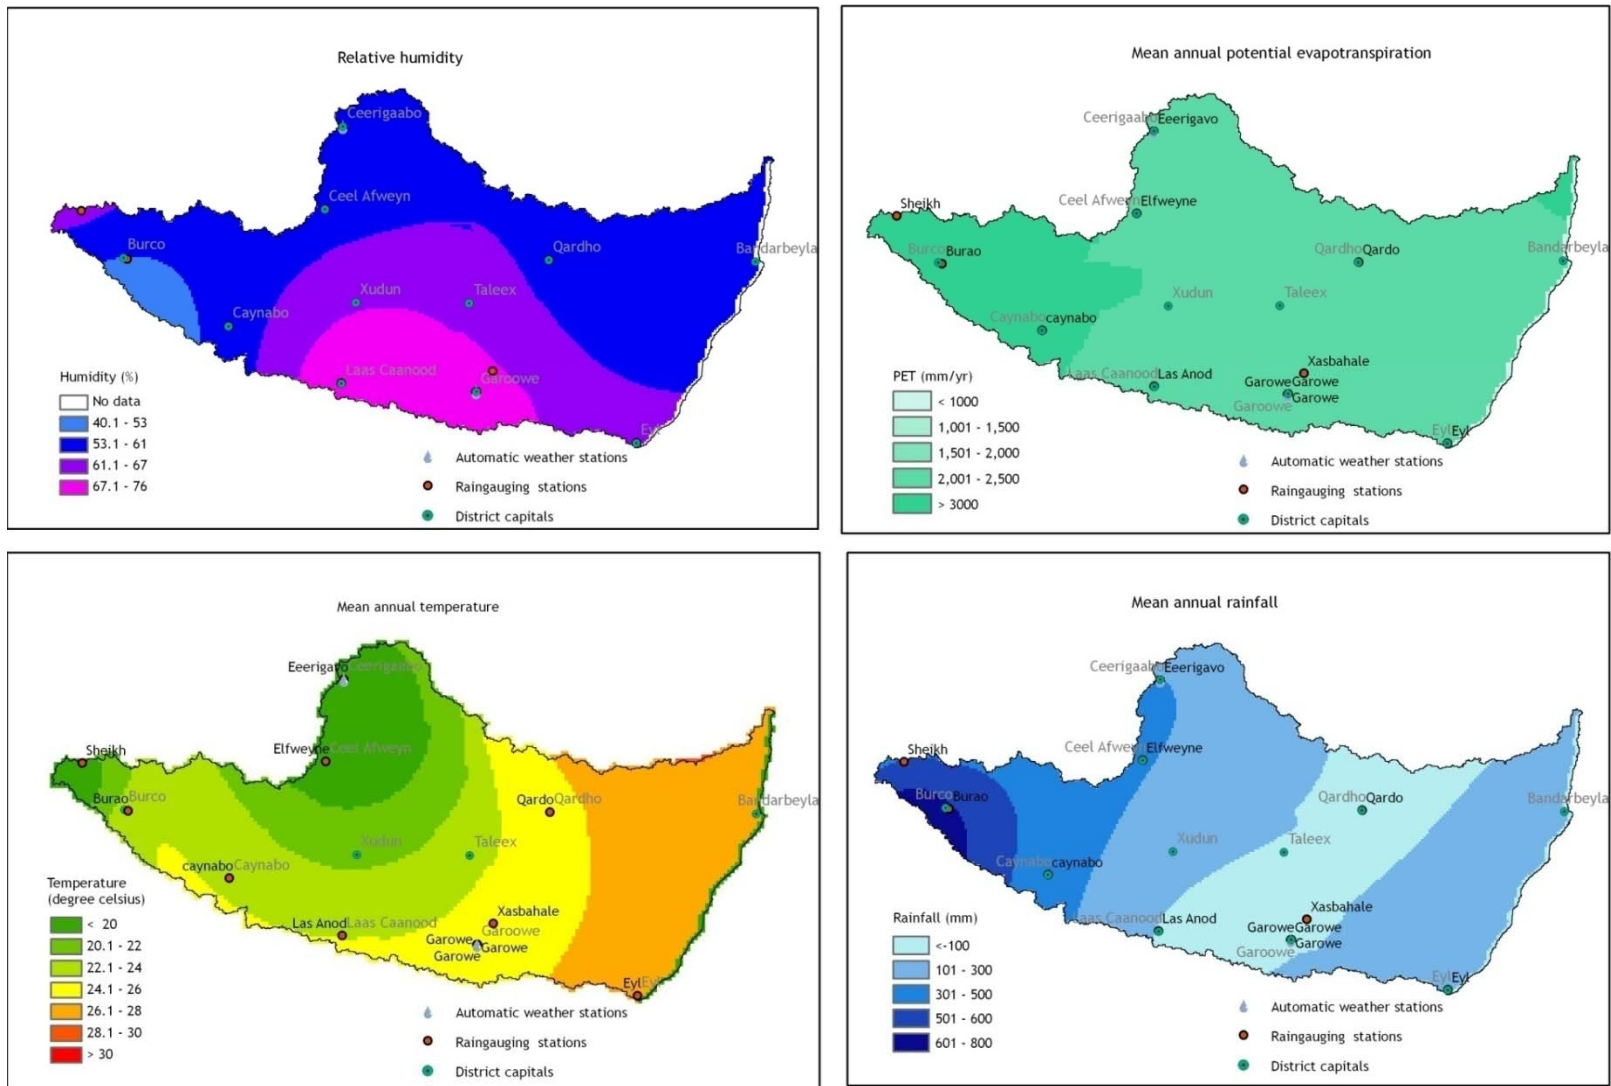 Relative humidity
Ceerigaabo
Ceel Afweyn
Burco
Qardho
Bandarbeyla
Xudun
Taleex
Caynabo
Laas Caanood
Garoowe
Eyl
Humidity (%)
No data
40.1 - 53
53.1 - 61
61.1 - 67
67.1 - 76
Automatic weather stations
Raingauging stations
District capitals
Mean annual potential evapotranspiration
Ceerigaabo Eeerigavo
Ceel Afweyn Elfweyne
Sheikh
Burco Burao
Qardho Qardo
Bandarbeyla
Xudun
Taleex
Caynabo caynabo
Laas Caanood Las Anod
Xasbahale
Garowe Garowe
Garowe
Garoowe
Eyl Eyl
PET (mm/yr)
< 1000
1,001 - 1,500
1,501 - 2,000
2,001 - 2,500
> 3000
Automatic weather stations
Raingauging stations
District capitals
Mean annual temperature
Eeerigavo Ceerigaabo
Elfweyne Ceel Afweyn
Sheikh
Burao Burco
Qardo Qardho
Bandarbeyla
Xudun
Taleex
caynabo Caynabo
Las Anod Laas Caanood
Xasbahale
Garoowe
Garowe Garowe
Garowe
Eyl Eyl
Temperature
(degree celsius)
< 20
20.1 - 22
22.1 - 24
24.1 - 26
26.1 - 28
28.1 - 30
> 30
Automatic weather stations
Raingauging stations
District capitals
Mean annual rainfall
Ceerigaabo Eeerigavo
Ceel Afweyn Elfweyne
Sheikh
Burco Burao
Qardho Qardo
Bandarbeyla
Xudun
Taleex
Caynabo caynabo
Laas Caanood Las Anod
Xasbahale
Garowe Garowe
Garowe
Garoowe
Eyl Eyl
Rainfall (mm)
<-100
101 - 300
301 - 500
501 - 600
601 - 800
Automatic weather stations
Raingauging stations
District capitals